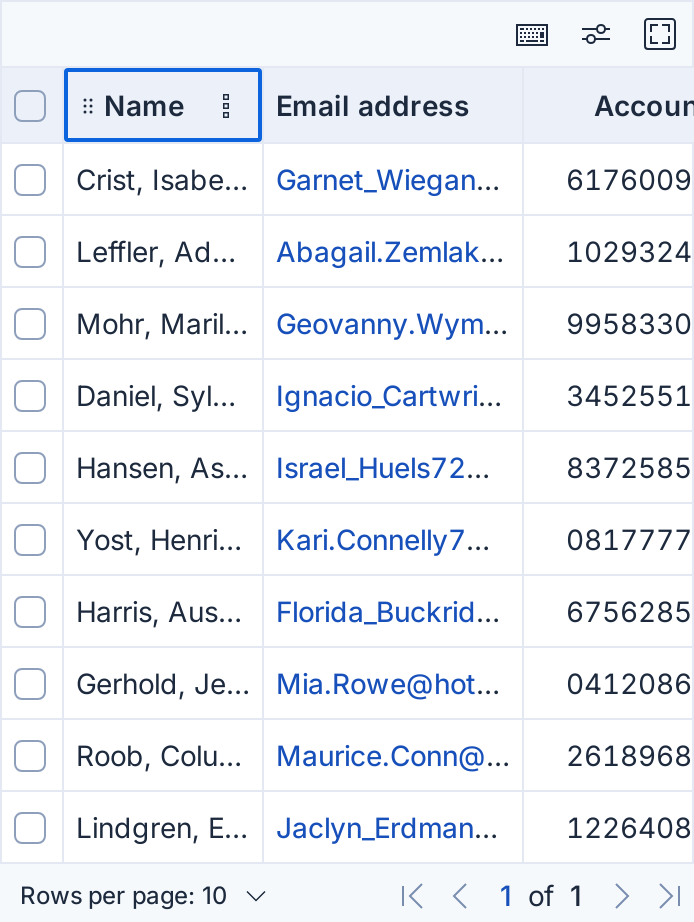 Name Email address Accoun
Crist, Isabe... Garnet_Wiegan... 6176009
Leffler, Ad... Abagail.Zemlak... 1029324
Mohr, Maril... Geovanny.Wym... 9958330
Daniel, Syl... Ignacio_Cartwri... 3452551
Hansen, As... Israel_Huels72... 8372585
Yost, Henri... Kari.Connelly7... 0817777
Harris, Aus... Florida_Buckrid... 6756285
Gerhold, Je... Mia.Rowe@hot... 0412086
Roob, Colu... Maurice.Conn@... 2618968
Lindgren, E... Jaclyn_Erdman... 1226408
Rows per page: 10 1 of 1